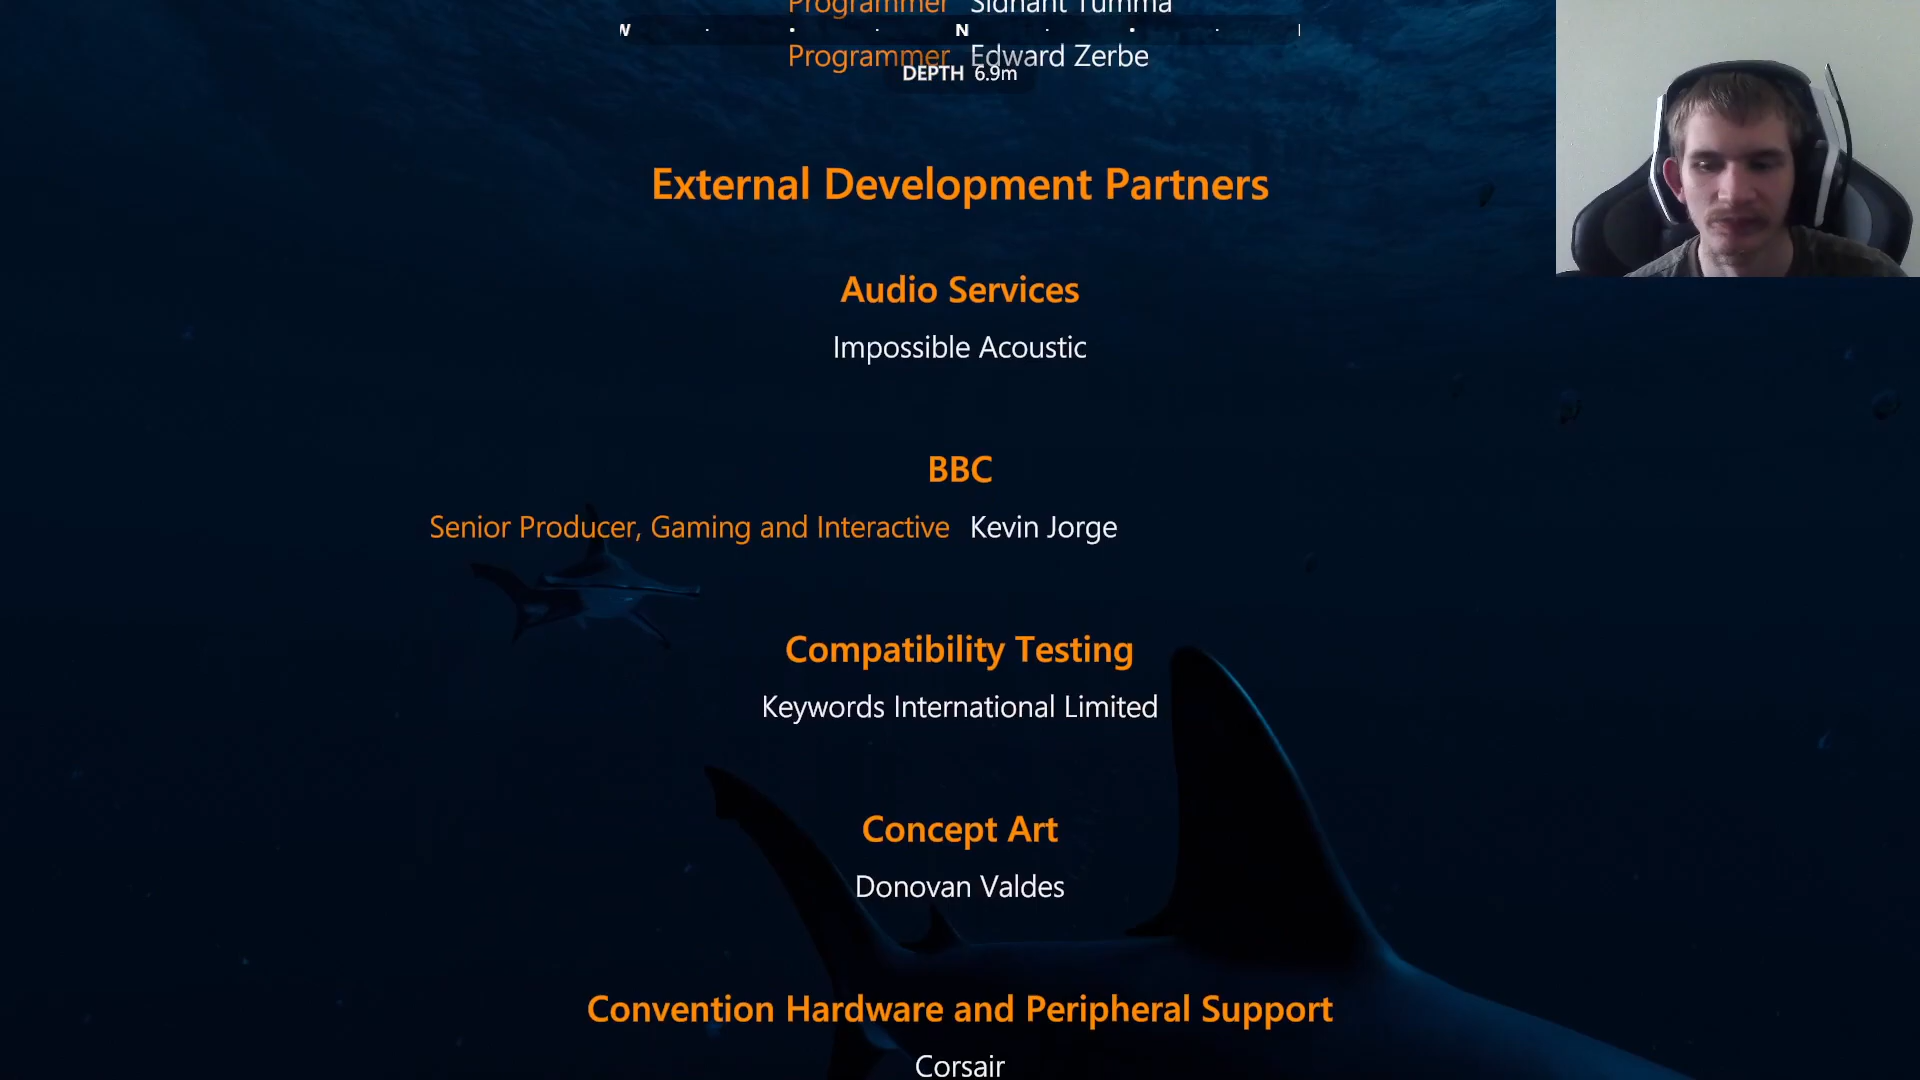 Programmer Sidhant Tumma
W N
Programmer Edward Zerbe
DEPTH 6.9m
External Development Partners
Audio Services
Impossible Acoustic
BBC
Senior Producer, Gaming and Interactive Kevin Jorge
Compatibility Testing
Keywords International Limited
Concept Art
Donovan Valdes
Convention Hardware and Peripheral Support
Corsair